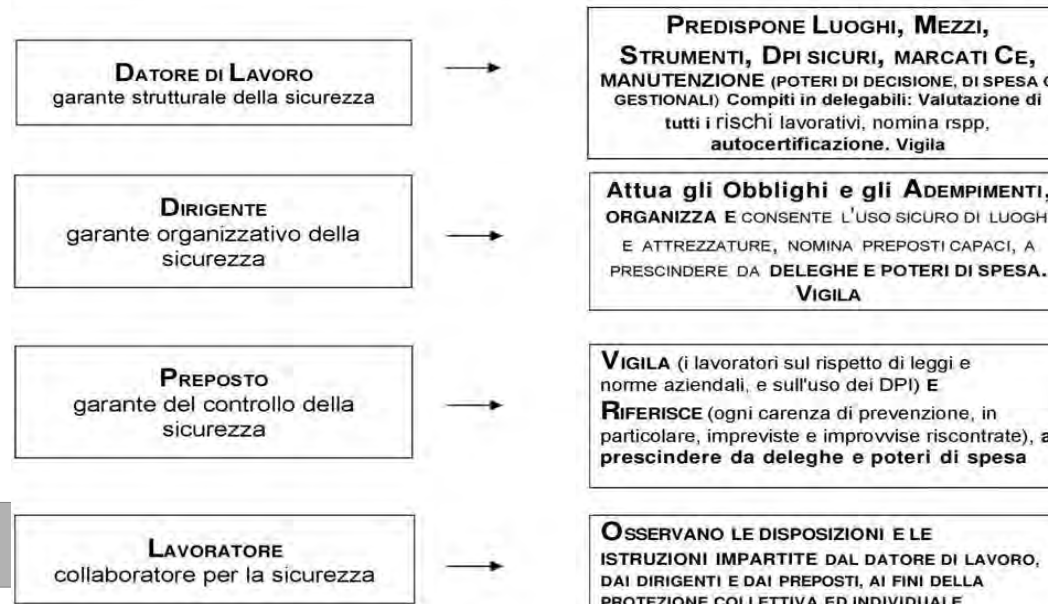 DATORE DI LAVORO
garante strutturale della sicurezza
PREDISPONE LUOGHI, MEZZI,
STRUMENTI, DPI SICURI, MARCATI CE,
MANUTENZIONE (POTERI DI DECISIONE, DI SPESA
GESTIONALI) Compiti in delegabili: Valutazione di
tutti i rischi lavorativi, nomina rspp,
autocertificazione. Vigila
DIRIGENTE
garante organizzativo della
sicurezza
Attua gli Obblighi e gli ADEMPIMENTI,
ORGANIZZA E CONSENTE L'USO SICURO DI LUOGH
E ATTREZZATURE, NOMINA PREPOSTI CAPACI, A
PRESCINDERE DA DELEGHE E POTERI DI SPESA.
VIGILA
PREPOSTO
garante del controllo della
sicurezza
VIGILA (i lavoratori sul rispetto di leggi e
norme aziendali, e sull'uso dei DPI) E
RIFERISCE (ogni carenza di prevenzione, in
particolare, impreviste e improvvise riscontrate), a
prescindere da deleghe e poteri di spesa
LAVORATORE
collaboratore per la sicurezza
OSSERVANO LE DISPOSIZIONI E LE
ISTRUZIONI IMPARTITE DAL DATORE DI LAVORO,
DAI DIRIGENTI E DAI PREPOSTI, AI FINI DELLA
PROTEZIONE COLLETTIVA ED INDIVIDUALE